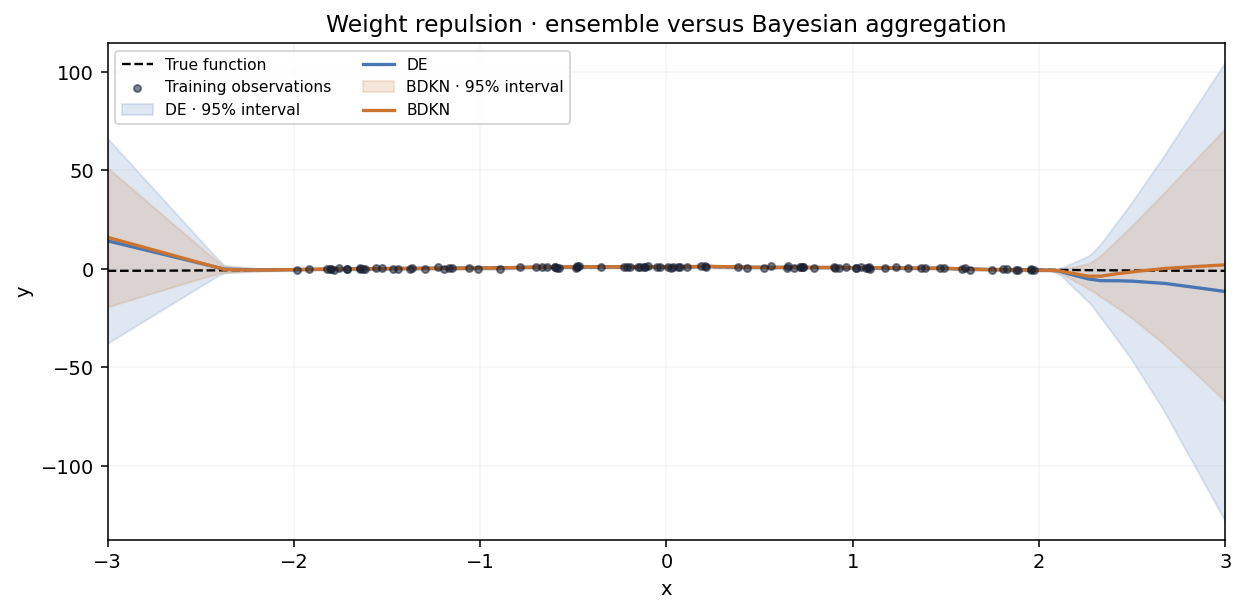 Weight repulsion · ensemble versus Bayesian aggregation
True function
Training observations
DE · 95% interval
DE
BDKN · 95% interval
BDKN
100
50
0
−50
−100
y
−3
−2
−1
0
1
2
3
x